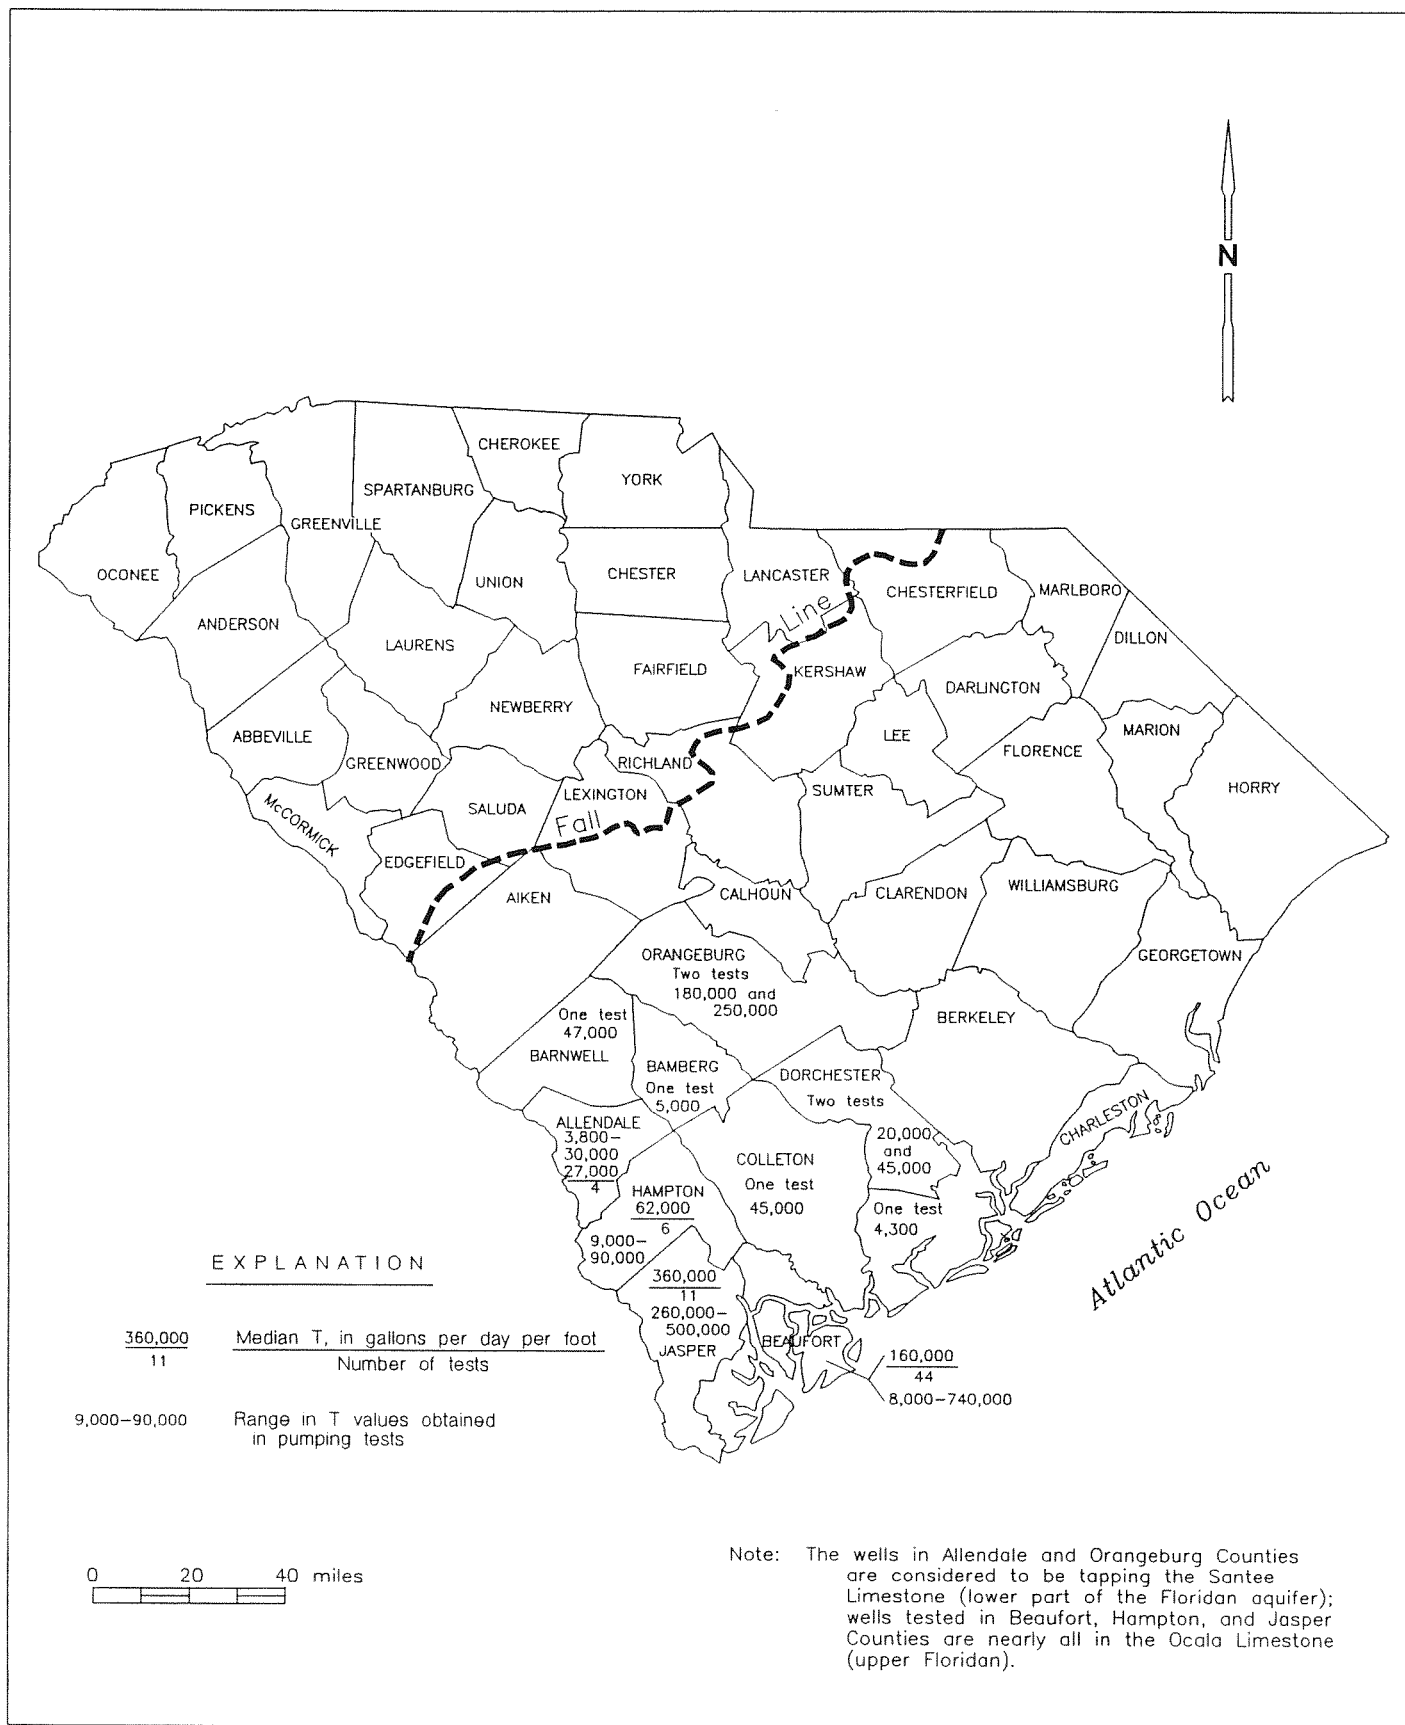 N
CHEROKEE
YORK
SPARTANBURG
PICKENS
GREENVILLE
OCONEE
UNION
CHESTER
LANCASTER
CHESTERFIELD
MARLBORO
ANDERSON
LAURENS
Line
DILLON
FAIRFIELD
KERSHAW
DARLINGTON
NEWBERRY
ABBEVILLE
LEE
FLORENCE
MARION
GREENWOOD
RICHLAND
HORRY
McCORMICK
SALUDA
LEXINGTON
SUMTER
Fall
EDGEFIELD
AIKEN
CALHOUN
CLARENDON
WILLIAMSBURG
ORANGEBURG
Two tests
180,000 and
250,000
GEORGETOWN
One test
47,000
BARNWELL
BERKELEY
BAMBERG
One test
5,000
DORCHESTER
Two tests
20,000
and
45,000
CHARLESTON
ALLENDALE
3,800–
30,000
27,000
4
COLLETON
One test
45,000
HAMPTON
62,000
6
9,000–
90,000
One test
4,300
Atlantic Ocean
360,000
11
260,000–
500,000
JASPER
BEAUFORT
160,000
44
8,000–740,000
EXPLANATION
360,000
11
Median T, in gallons per day per foot
Number of tests
9,000–90,000
Range in T values obtained
in pumping tests
0 20 40 miles
Note: The wells in Allendale and Orangeburg Counties
are considered to be tapping the Santee
Limestone (lower part of the Floridan aquifer);
wells tested in Beaufort, Hampton, and Jasper
Counties are nearly all in the Ocala Limestone
(upper Floridan).